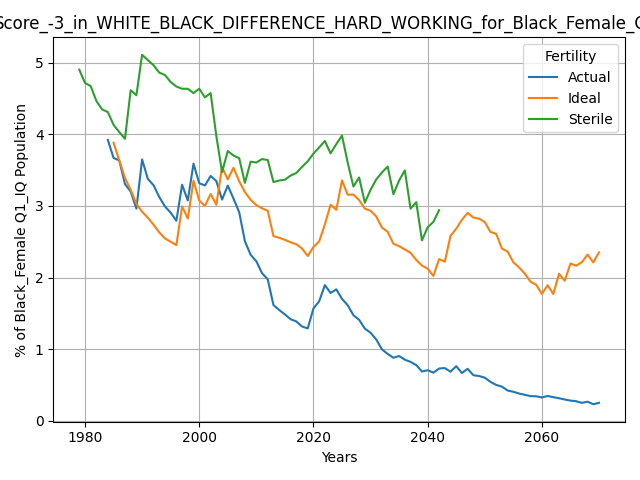 Score_-3_in_WHITE_BLACK_DIFFERENCE_HARD_WORKING_for_Black_Female_
Fertility
Actual
Ideal
Sterile
% of Black_Female Q1_IQ Population
5
4
3
2
1
0
1980
2000
2020
2040
2060
Years